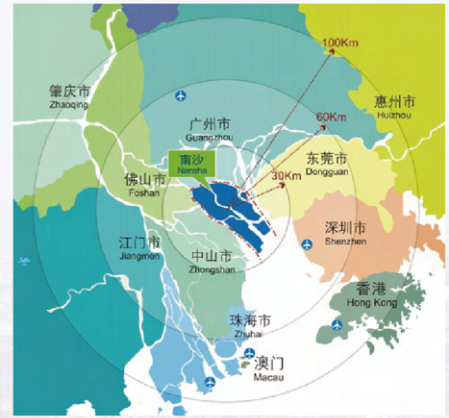 100Km
肇庆市
Zhaoqing
惠州市
Huizhou
广州市
Guangzhou
60Km
南沙
Nansha
东莞市
Dongguan
佛山市
Foshan
30Km
深圳市
Shenzhen
江门市
Jiangmen
中山市
Zhongshan
香港
Hong Kong
珠海市
Zhuhai
澳门
Macau